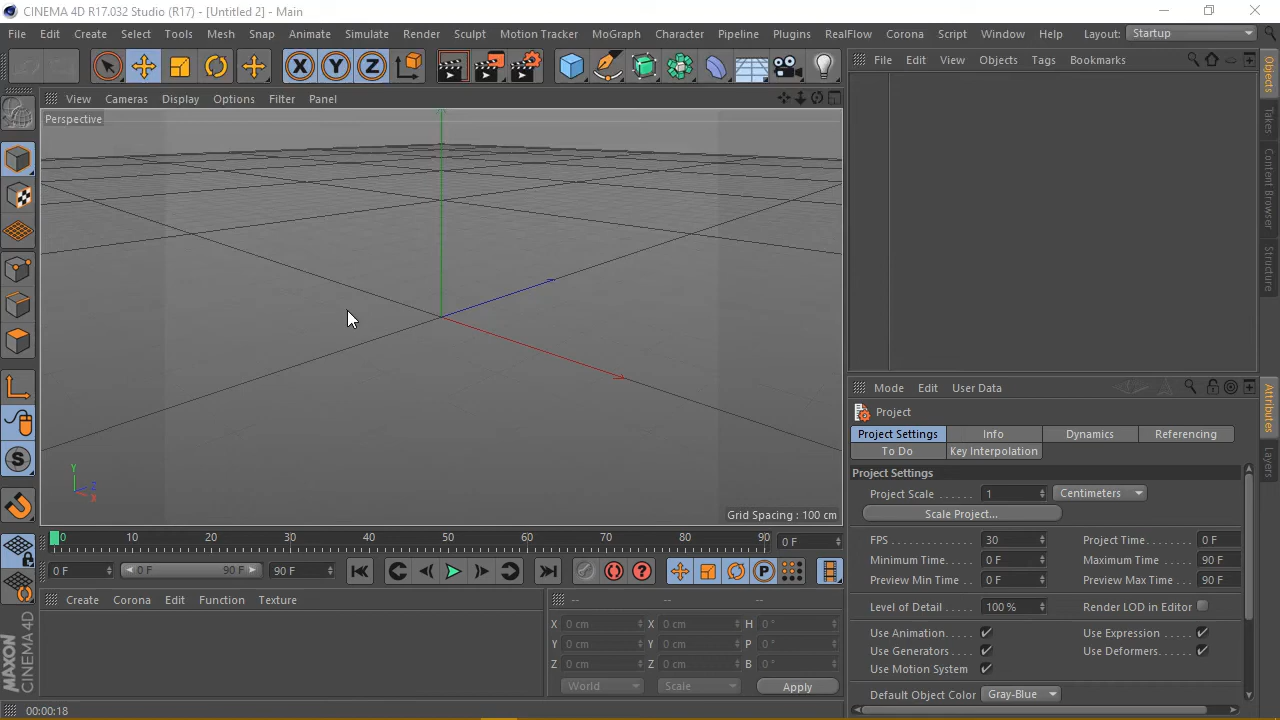 CINEMA 4D R17.032 Studio (R17) - [Untitled 2] - Main
File Edit Create Select Tools Mesh Snap Animate Simulate Render Sculpt Motion Tracker MoGraph Character Pipeline Plugins RealFlow Corona Script Window Help Layout: Startup
X Y Z
File Edit View Objects Tags Bookmarks
View Cameras Display Options Filter Panel
Perspective
Y
Z
X
Grid Spacing : 100 cm
Objects
Takes
Content Browser
Structure
Mode Edit User Data
Project
Project Settings Info Dynamics Referencing
To Do Key Interpolation
Project Settings
Project Scale ...... 1 Centimeters
Scale Project...
FPS ............. 30 Project Time........ 0 F
Minimum Time. .... 0 F Maximum Time. .... 90 F
Preview Min Time .. 0 F Preview Max Time .. 90 F
Level of Detail ...... 100 % Render LOD in Editor
Use Animation..... Use Expression .....
Use Generators .... Use Deformers.....
Use Motion System
Default Object Color Gray-Blue
Attributes
Layers
0 10 20 30 40 50 60 70 80 90 0 F
0 F 0 F 90 F 90 F
P
S
Create Corona Edit Function Texture
-- -- --
X 0 cm X 0 cm H 0 °
Y 0 cm Y 0 cm P 0 °
Z 0 cm Z 0 cm B 0 °
World Scale Apply
MAXON
CINEMA 4D
00:00:18